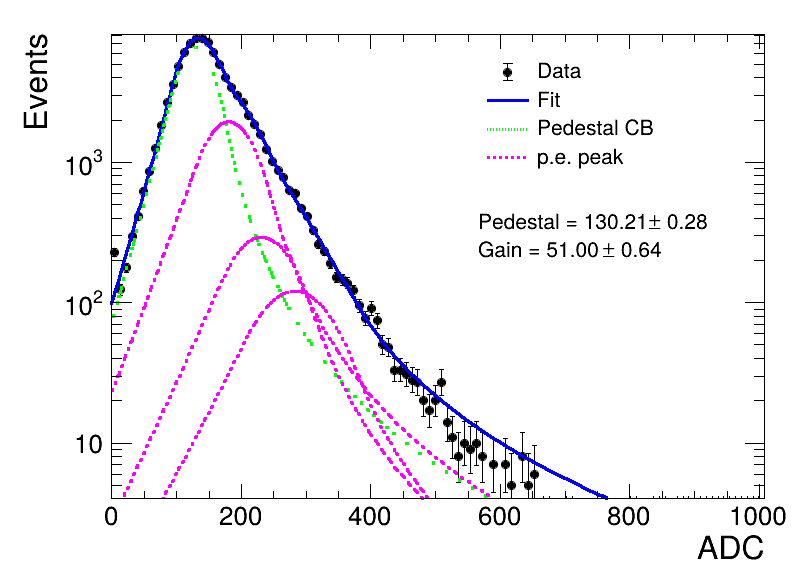 Events
10³
10²
10
0 200 400 600 800 1000
ADC
Data
Fit
Pedestal CB
p.e. peak
Pedestal = 130.21± 0.28
Gain = 51.00 ± 0.64